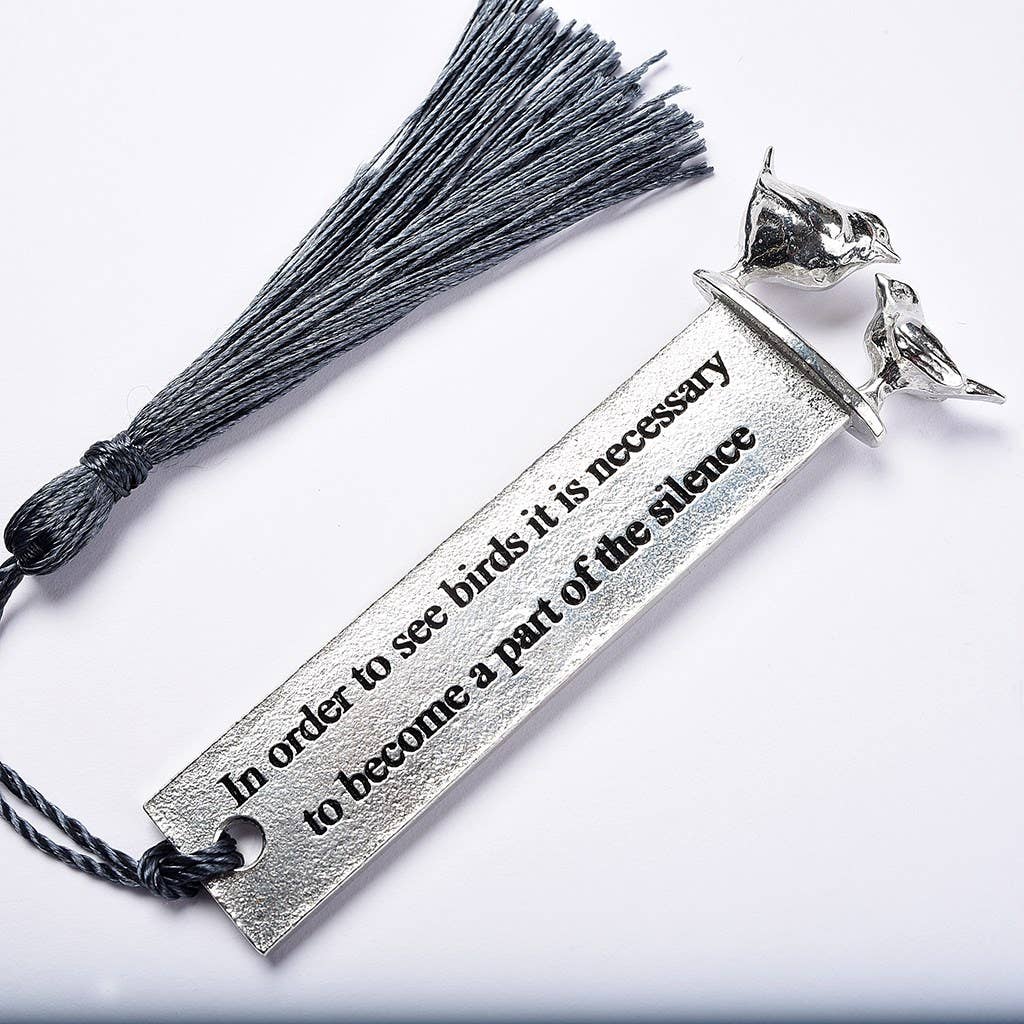 In order to see birds it is necessary
to become a part of the silence